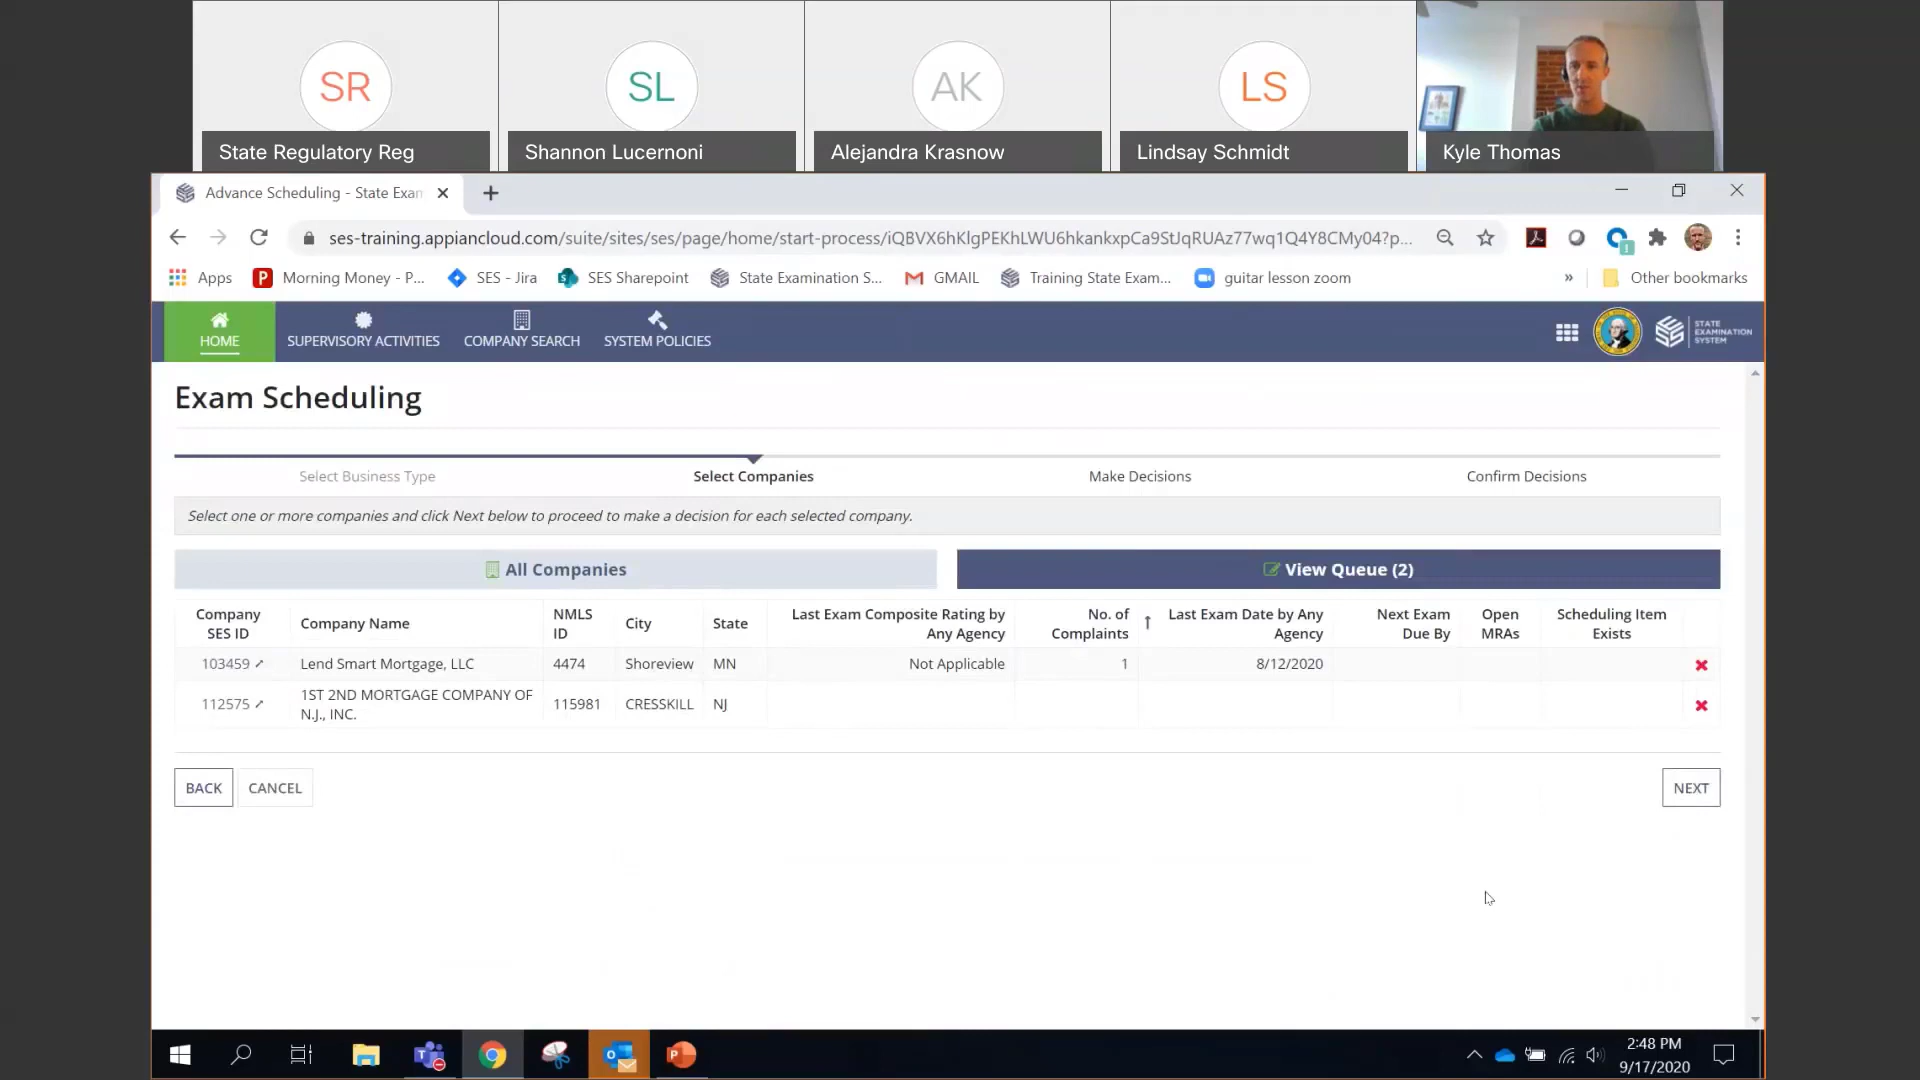 SR
SL
AK
LS
State Regulatory Reg
Shannon Lucernoni
Alejandra Krasnow
Lindsay Schmidt
Kyle Thomas
Advance Scheduling - State Exan
ses-training.appiancloud.com/suite/sites/ses/page/home/start-process/iQBVX6hKlgPEKhLWU6hkankxpCa9StJqRUAz77wq1Q4Y8CMy04?p...
Apps
Morning Money - P...
SES - Jira
SES Sharepoint
State Examination S...
GMAIL
Training State Exam...
guitar lesson zoom
»
Other bookmarks
HOME
SUPERVISORY ACTIVITIES
COMPANY SEARCH
SYSTEM POLICIES
STATE
EXAMINATION
SYSTEM
Exam Scheduling
Select Business Type
Select Companies
Make Decisions
Confirm Decisions
Select one or more companies and click Next below to proceed to make a decision for each selected company.
All Companies
View Queue (2)
Company
SES ID
Company Name
NMLS
ID
City
State
Last Exam Composite Rating by
Any Agency
No. of
Complaints
Last Exam Date by Any
Agency
Next Exam
Due By
Open
MRAs
Scheduling Item
Exists
103459
Lend Smart Mortgage, LLC
4474
Shoreview
MN
Not Applicable
1
8/12/2020
112575
1ST 2ND MORTGAGE COMPANY OF
N.J., INC.
115981
CRESSKILL
NJ
BACK
CANCEL
NEXT
2:48 PM
9/17/2020